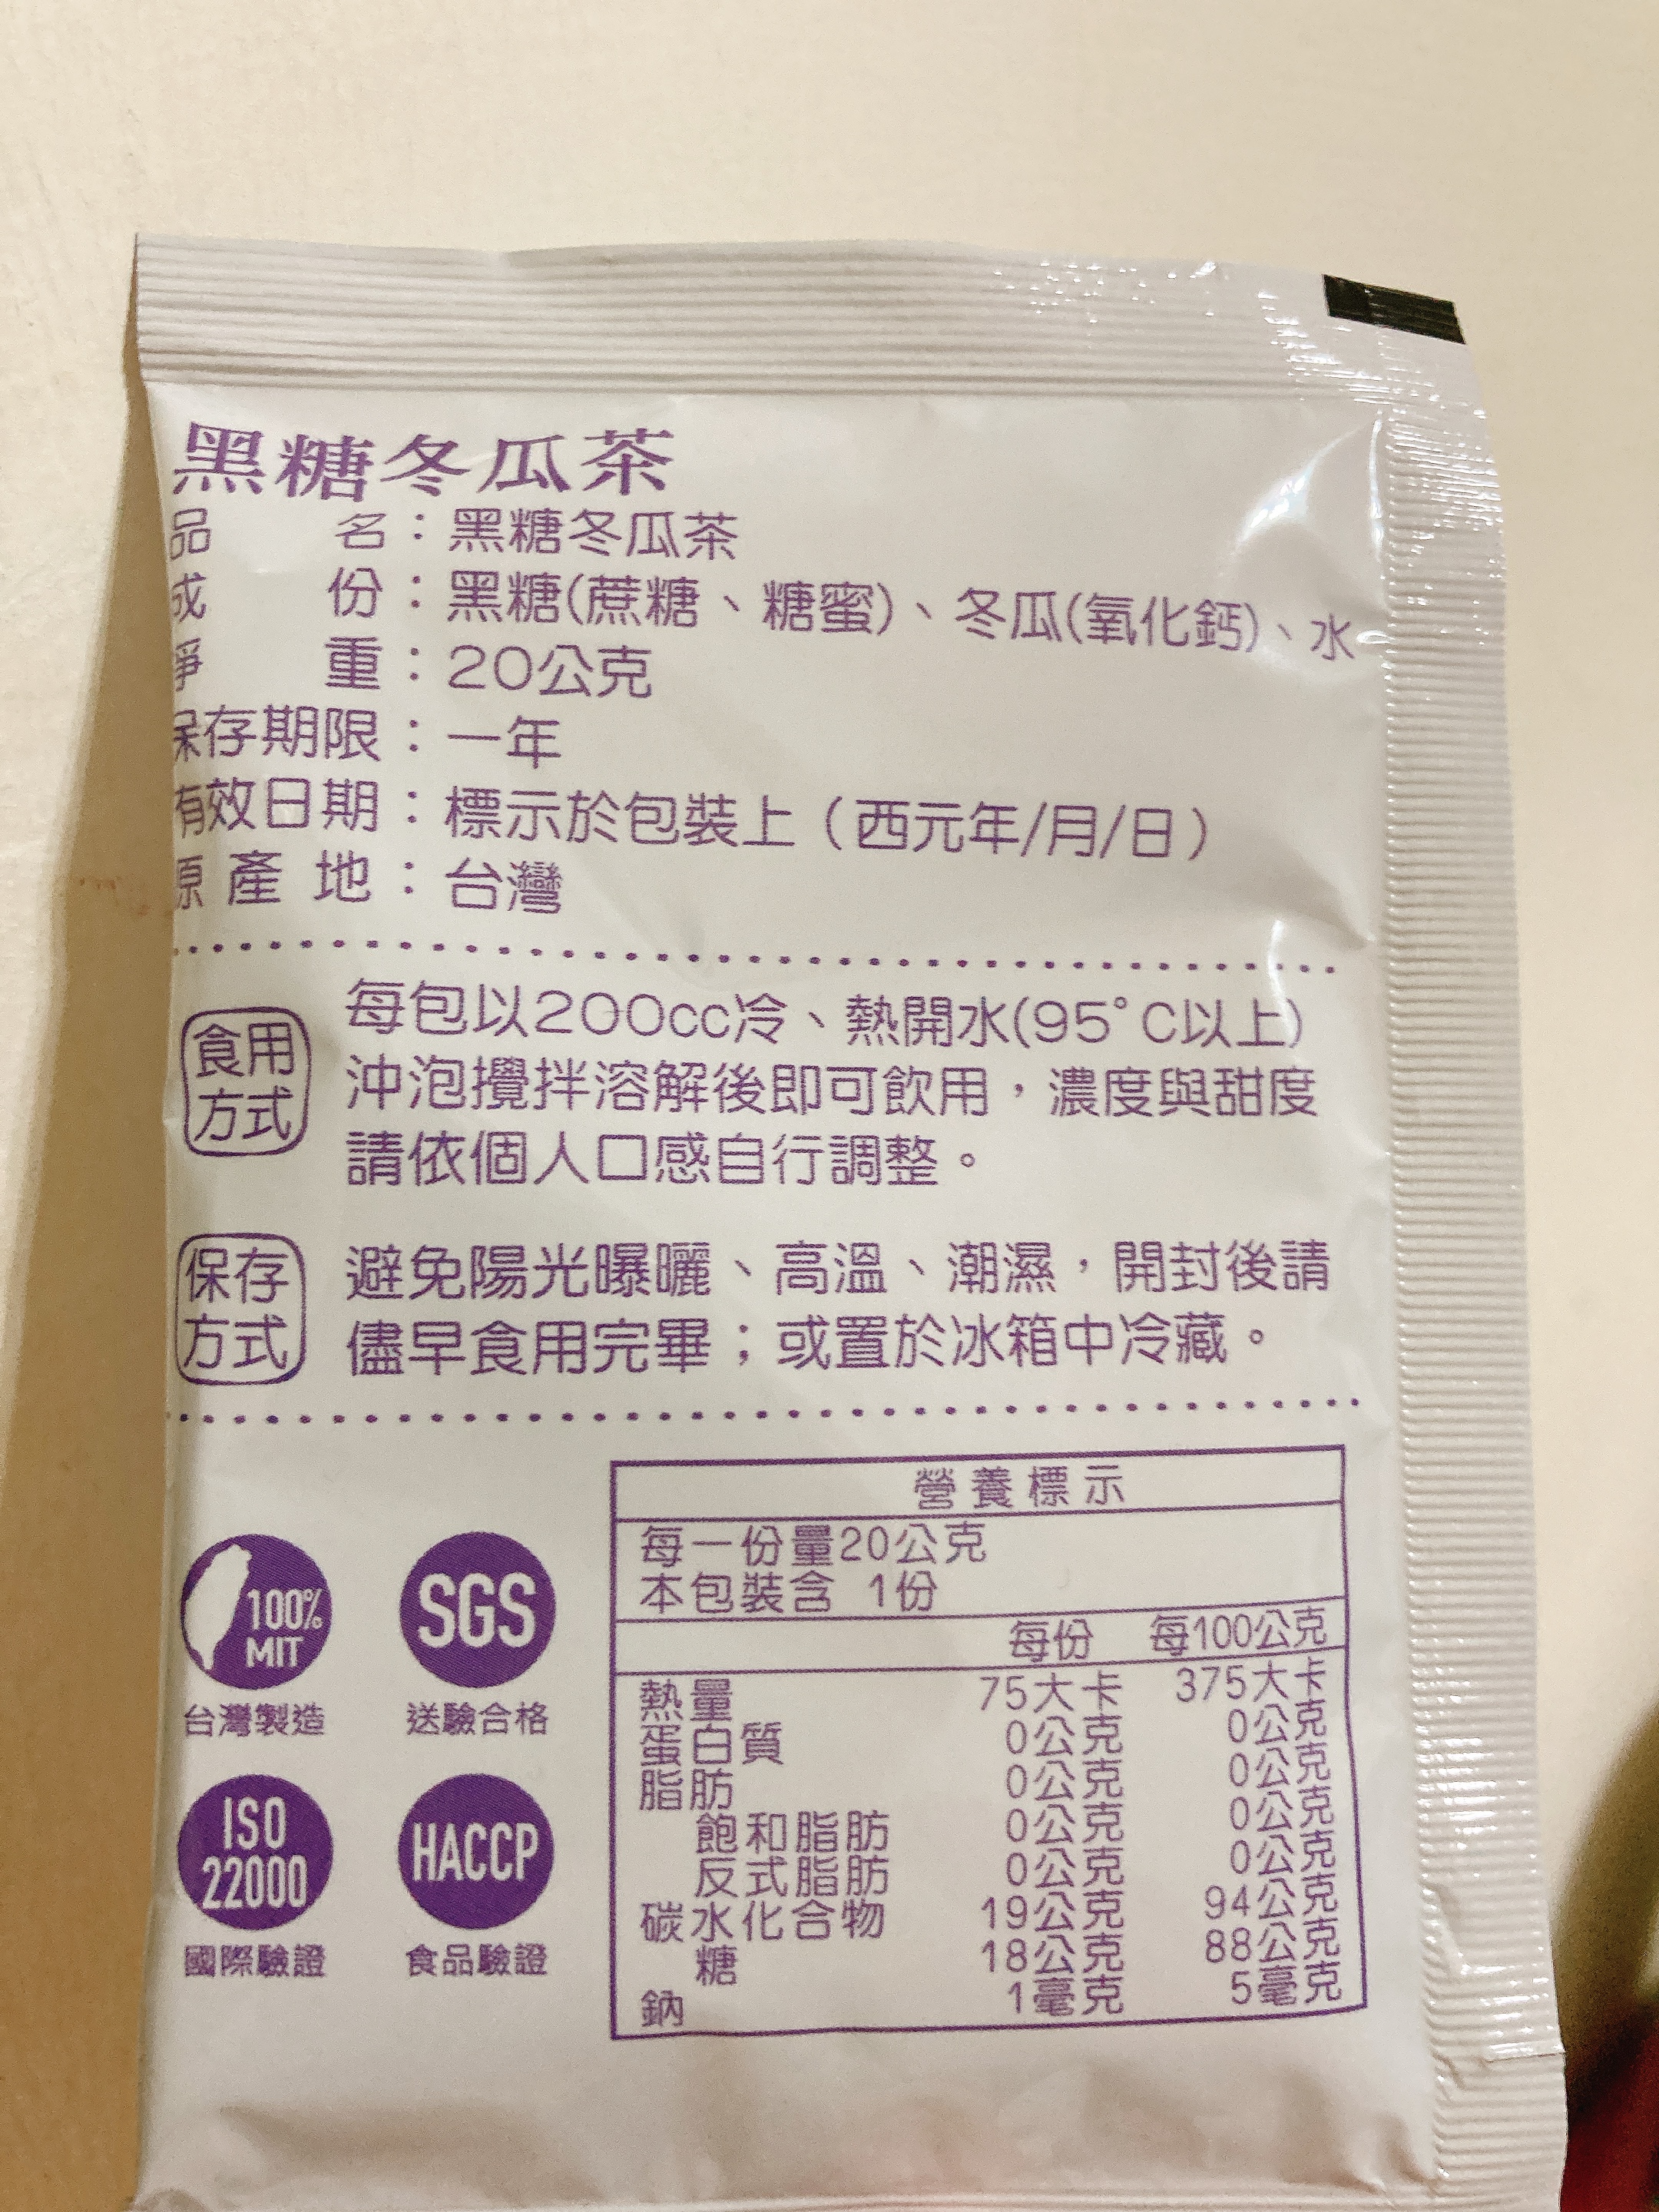 黑糖冬瓜茶
品名：黑糖冬瓜茶
成份：黑糖(蔗糖、糖蜜)、冬瓜(氧化鈣)、水
淨重：20公克
保存期限：一年
有效日期：標示於包裝上（西元年/月/日）
原產地：台灣
食用方式
每包以200cc冷、熱開水(95°C以上)
沖泡攪拌溶解後即可飲用，濃度與甜度
請依個人口感自行調整。
保存方式
避免陽光曝曬、高溫、潮濕，開封後請
儘早食用完畢；或置於冰箱中冷藏。
100%
MIT
台灣製造
SGS
送驗合格
ISO
22000
國際驗證
HACCP
食品驗證
營養標示
每一份量20公克
本包裝含 1份
每份 每100公克
熱量 75大卡 375大卡
蛋白質 0公克 0公克
脂肪 0公克 0公克
飽和脂肪 0公克 0公克
反式脂肪 0公克 0公克
碳水化合物 19公克 94公克
糖 18公克 88公克
鈉 1毫克 5毫克